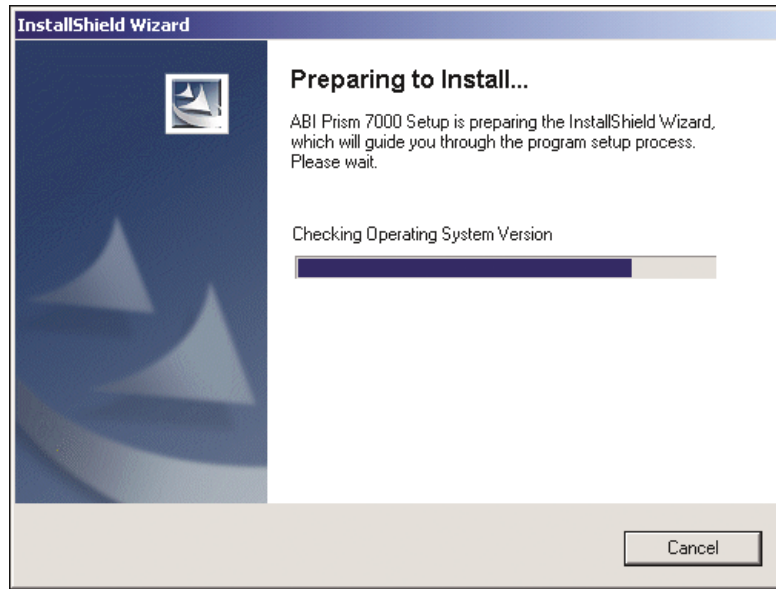 InstallShield Wizard
Preparing to Install...
ABI Prism 7000 Setup is preparing the InstallShield Wizard,
which will guide you through the program setup process.
Please wait.
Checking Operating System Version
Cancel